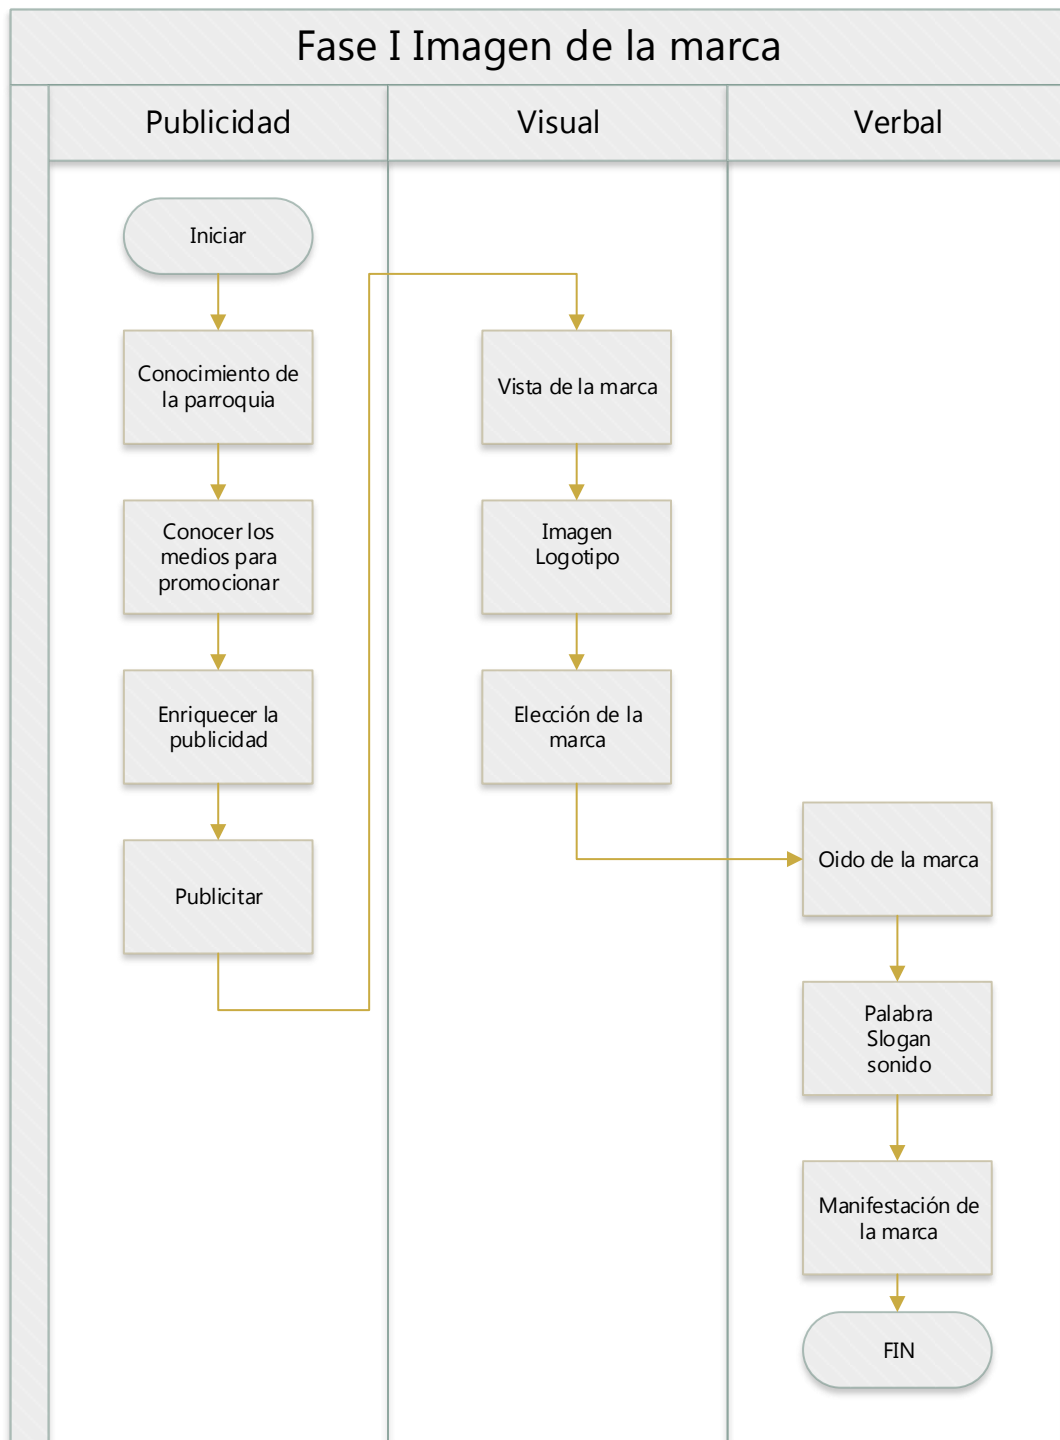 Fase I Imagen de la marca
Publicidad
Visual
Verbal
Iniciar
Conocimiento de
la parroquia
Conocer los
medios para
promocionar
Enriquecer la
publicidad
Publicitar
Vista de la marca
Imagen
Logotipo
Elección de la
marca
Oido de la marca
Palabra
Slogan
sonido
Manifestación de
la marca
FIN